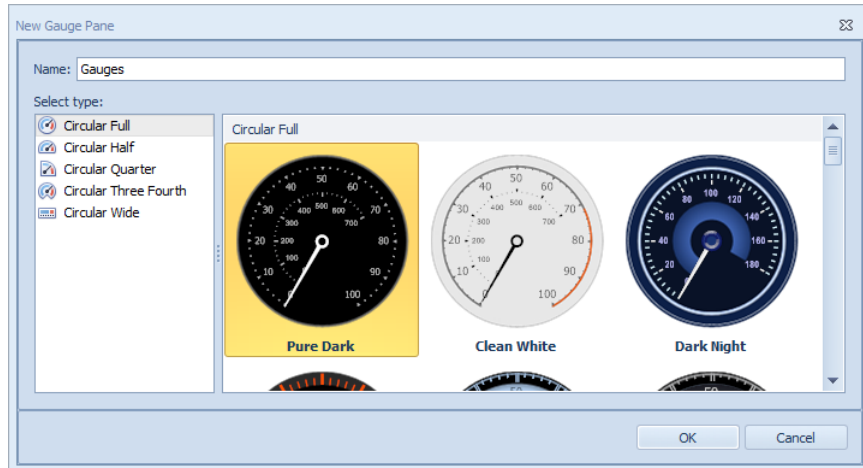 New Gauge Pane
Name: Gauges
Select type:
Circular Full
Circular Half
Circular Quarter
Circular Three Fourth
Circular Wide
Circular Full
0 10 20 30 40 50 60 70 80 90 100
0 100 200 300 400 500 600 700
Pure Dark
0 10 20 30 40 50 60 70 80 90 100
100 200 300 400 500 600 700
Clean White
0 20 40 60 80 100 120 140 160 180
Dark Night
50
OK
Cancel